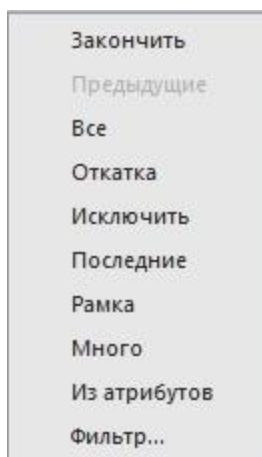 Закончить
Предыдущие
Все
Откатка
Исключить
Последние
Рамка
Много
Из атрибутов
Фильтр...